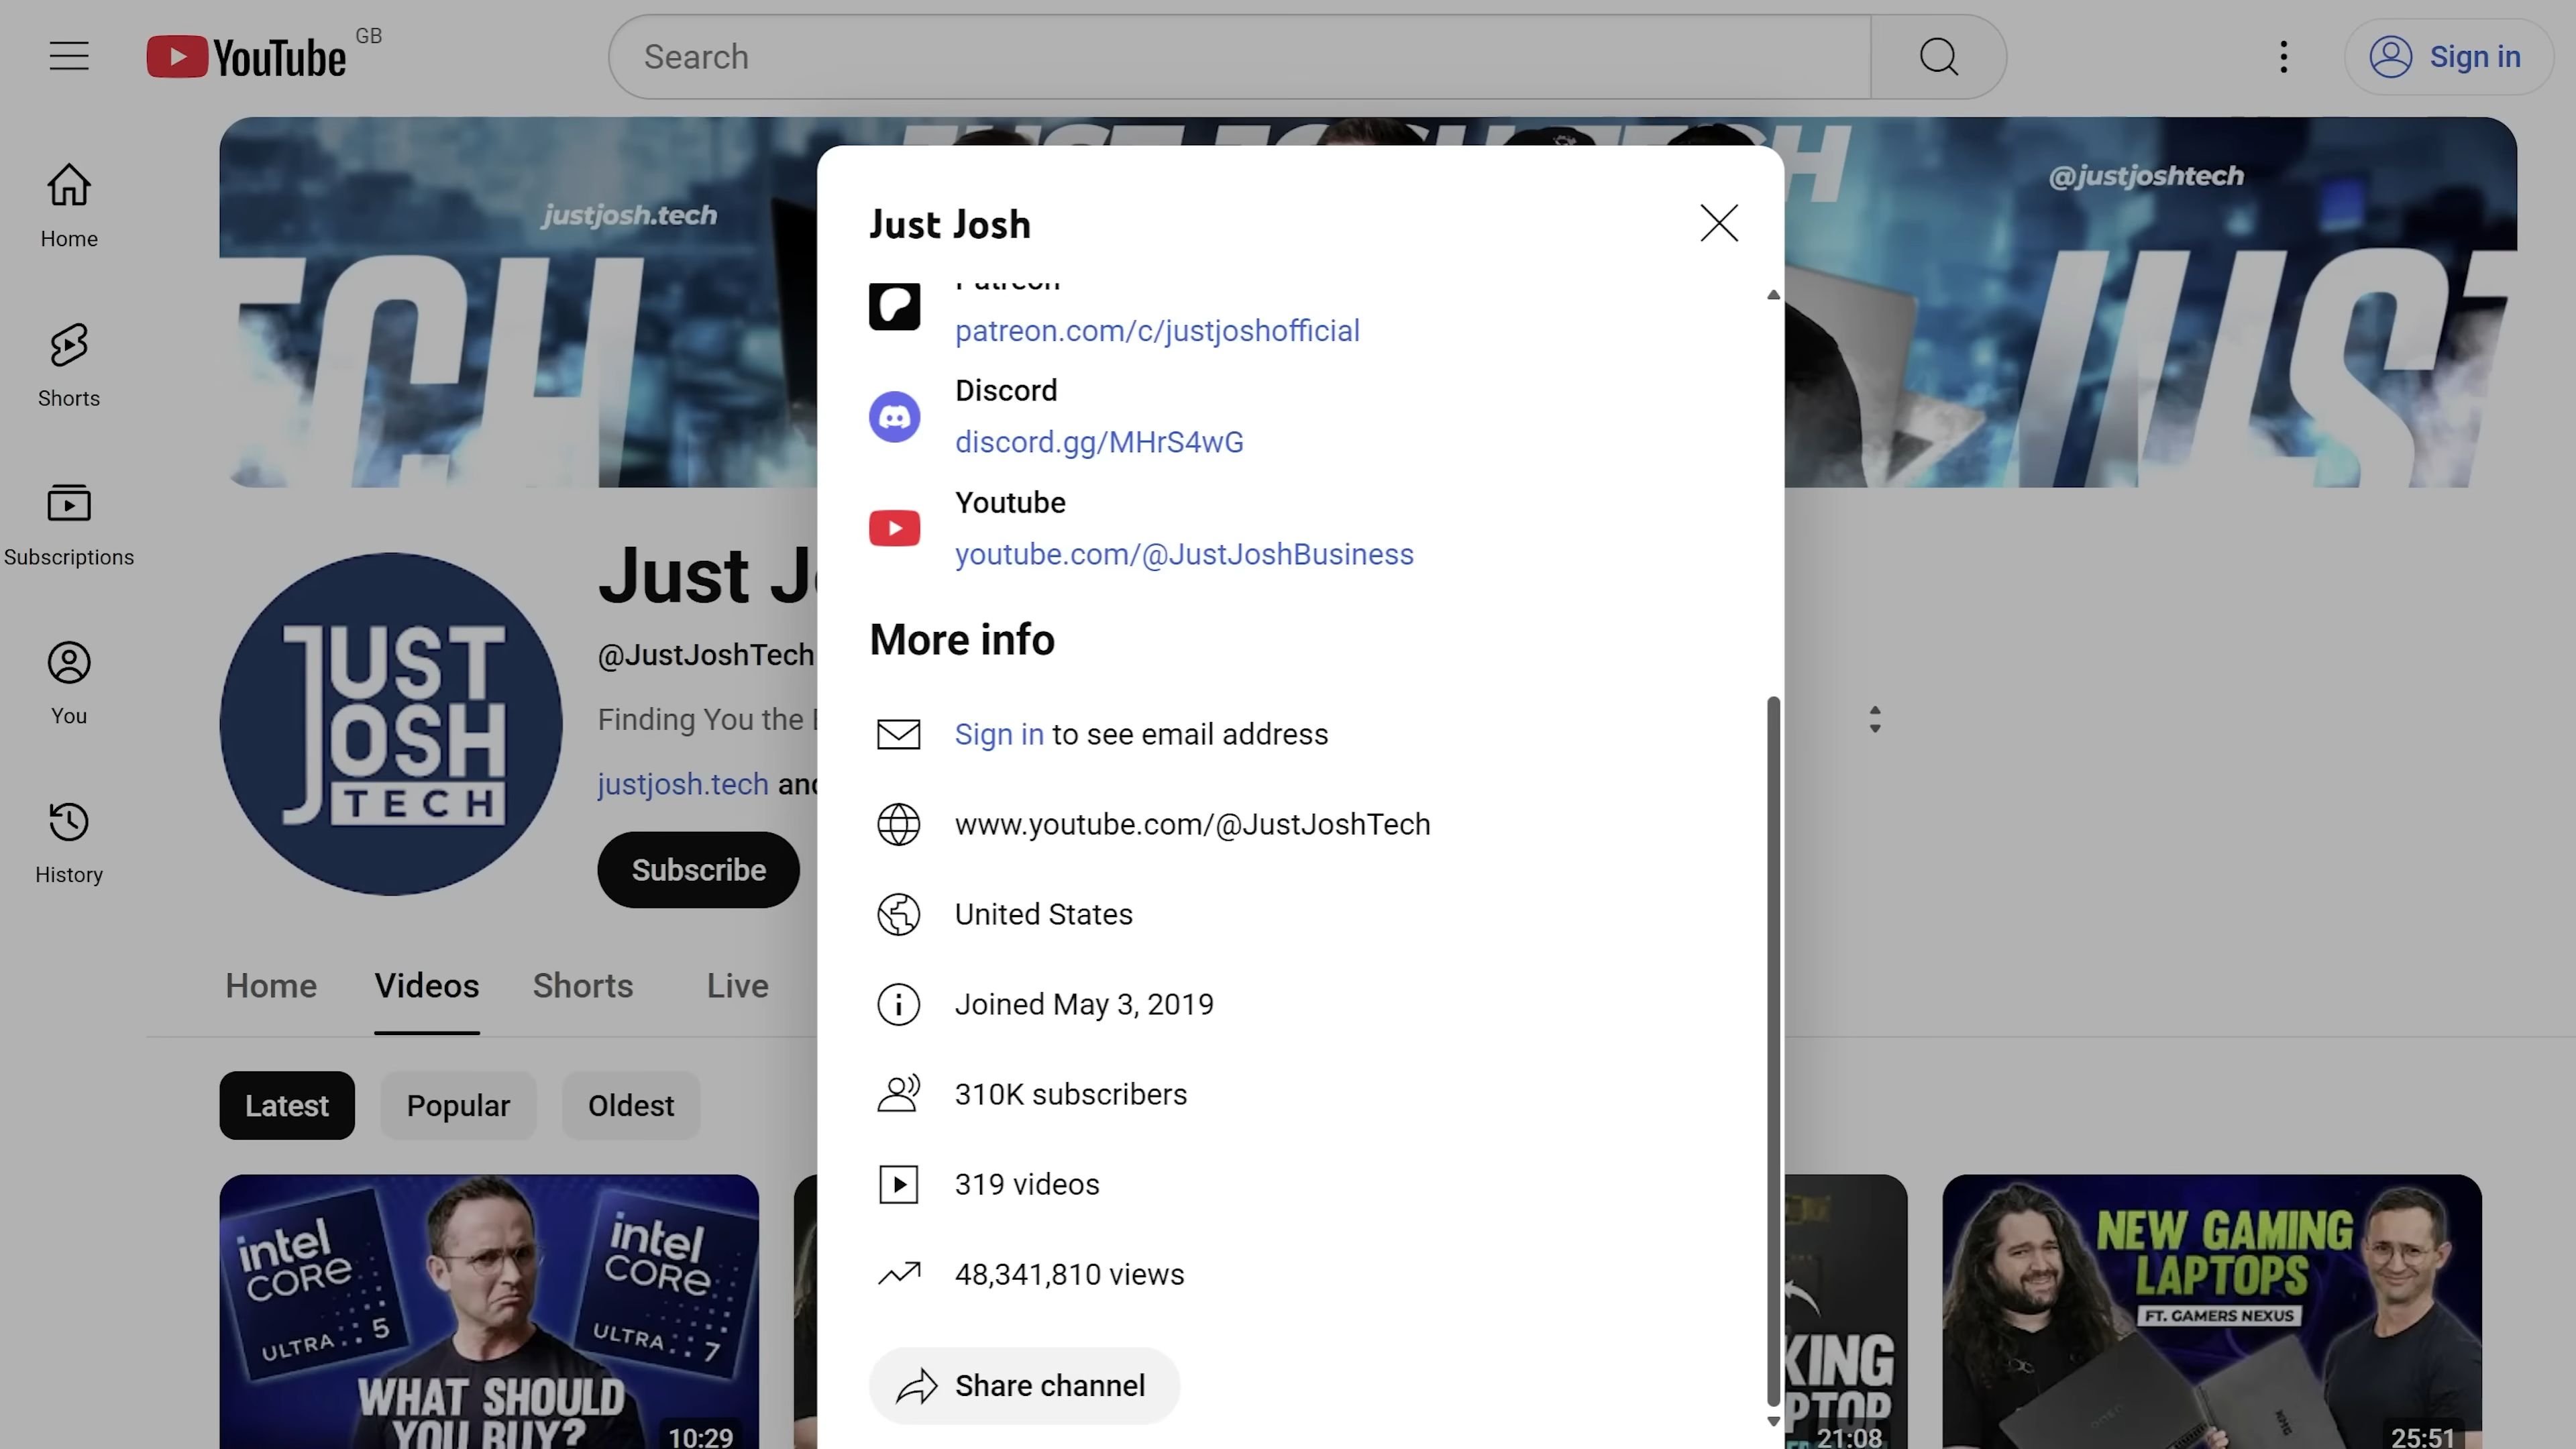 YouTube GB
Search
Sign in
Home
Shorts
Subscriptions
You
History
justjosh.tech
@justjoshtech
JUST JOSH TECH
Just Josh
patreon.com/c/justjoshofficial
Discord
discord.gg/MHrS4wG
Youtube
youtube.com/@JustJoshBusiness
More info
Sign in to see email address
www.youtube.com/@JustJoshTech
United States
Joined May 3, 2019
310K subscribers
319 videos
48,341,810 views
Share channel
JUST
JOSH
TECH
Just
@JustJoshTech
Finding You the
justjosh.tech
Subscribe
Home
Videos
Shorts
Live
Latest
Popular
Oldest
intel
CORE
ULTRA 5
intel
CORE
ULTRA 7
WHAT SHOULD
YOU BUY?
10:29
21:08
NEW GAMING
LAPTOPS
FT. GAMERS NEXUS
25:51